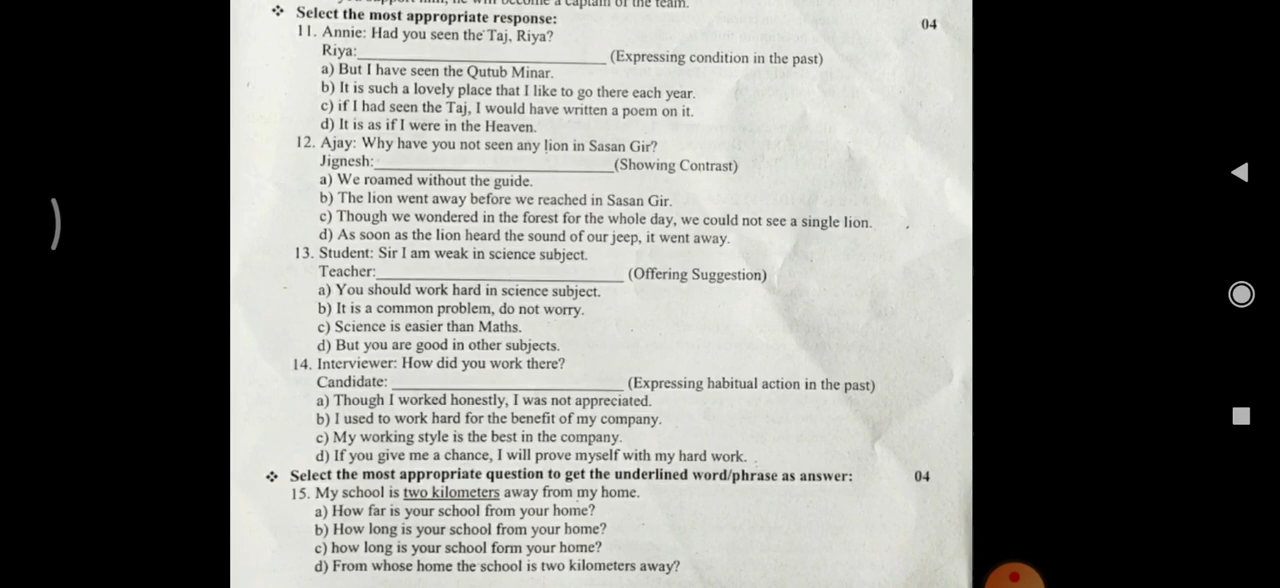 a captain of the team.
❖ Select the most appropriate response: 04
11. Annie: Had you seen the Taj, Riya?
Riya:____________________ (Expressing condition in the past)
a) But I have seen the Qutub Minar.
b) It is such a lovely place that I like to go there each year.
c) if I had seen the Taj, I would have written a poem on it.
d) It is as if I were in the Heaven.
12. Ajay: Why have you not seen any lion in Sasan Gir?
Jignesh:____________________(Showing Contrast)
a) We roamed without the guide.
b) The lion went away before we reached in Sasan Gir.
c) Though we wondered in the forest for the whole day, we could not see a single lion.
d) As soon as the lion heard the sound of our jeep, it went away.
13. Student: Sir I am weak in science subject.
Teacher:____________________ (Offering Suggestion)
a) You should work hard in science subject.
b) It is a common problem, do not worry.
c) Science is easier than Maths.
d) But you are good in other subjects.
14. Interviewer: How did you work there?
Candidate: ____________________ (Expressing habitual action in the past)
a) Though I worked honestly, I was not appreciated.
b) I used to work hard for the benefit of my company.
c) My working style is the best in the company.
d) If you give me a chance, I will prove myself with my hard work.
❖ Select the most appropriate question to get the underlined word/phrase as answer: 04
15. My school is two kilometers away from my home.
a) How far is your school from your home?
b) How long is your school from your home?
c) how long is your school form your home?
d) From whose home the school is two kilometers away?